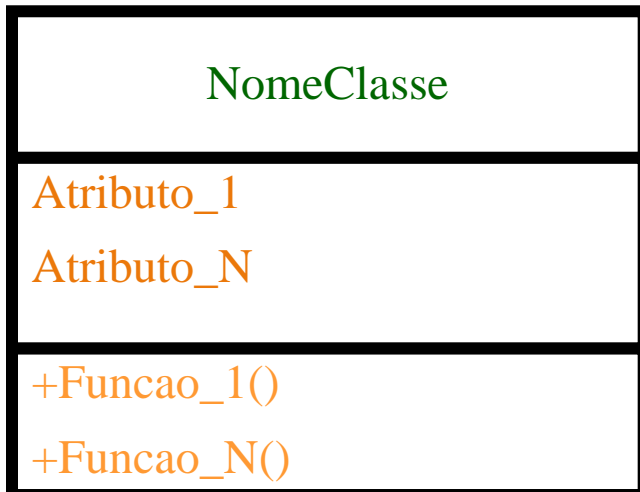 NomeClasse
Atributo_1
Atributo_N
+Funcao_1()
+Funcao_N()